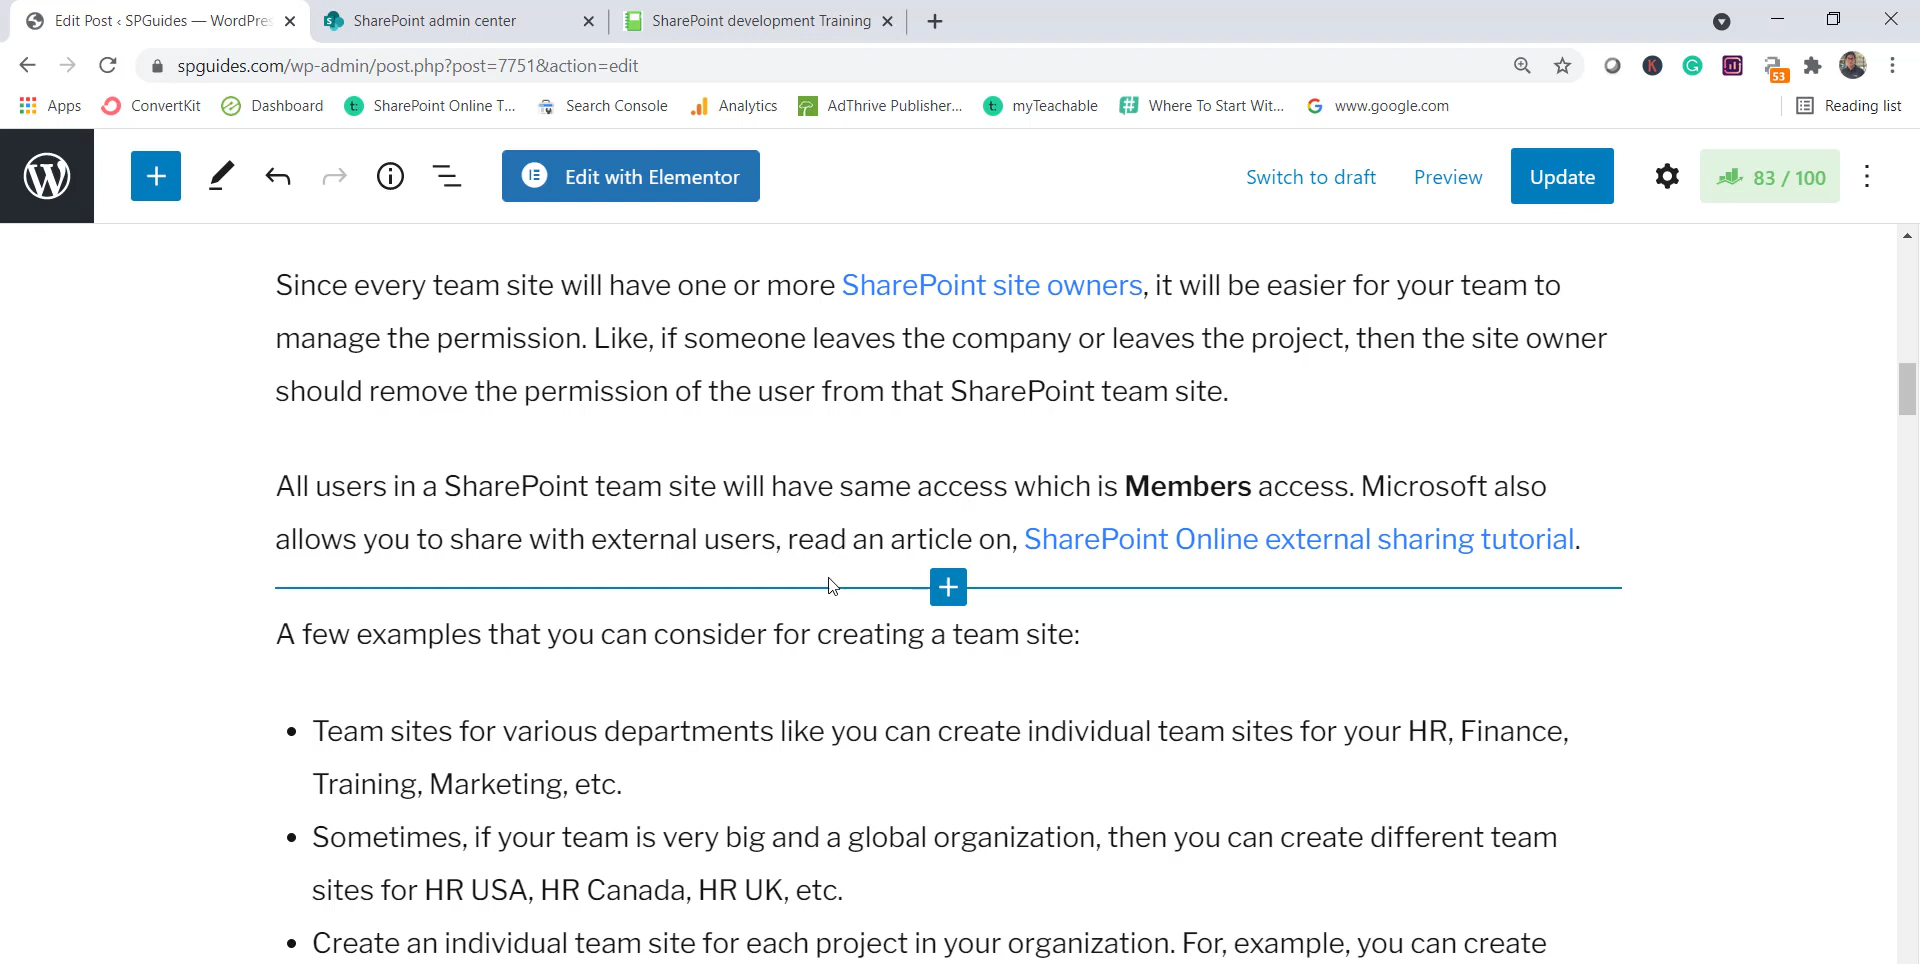 Edit Post ‹ SPGuides — WordPres
SharePoint admin center
SharePoint development Training
spguides.com/wp-admin/post.php?post=7751&action=edit
53
Apps
ConvertKit
Dashboard
SharePoint Online T...
Search Console
Analytics
AdThrive Publisher...
myTeachable
Where To Start Wit...
www.google.com
Reading list
Edit with Elementor
Switch to draft
Preview
Update
83 / 100
Since every team site will have one or more SharePoint site owners, it will be easier for your team to
manage the permission. Like, if someone leaves the company or leaves the project, then the site owner
should remove the permission of the user from that SharePoint team site.
All users in a SharePoint team site will have same access which is Members access. Microsoft also
allows you to share with external users, read an article on, SharePoint Online external sharing tutorial.
A few examples that you can consider for creating a team site:
• Team sites for various departments like you can create individual team sites for your HR, Finance,
Training, Marketing, etc.
• Sometimes, if your team is very big and a global organization, then you can create different team
sites for HR USA, HR Canada, HR UK, etc.
• Create an individual team site for each project in your organization. For, example, you can create